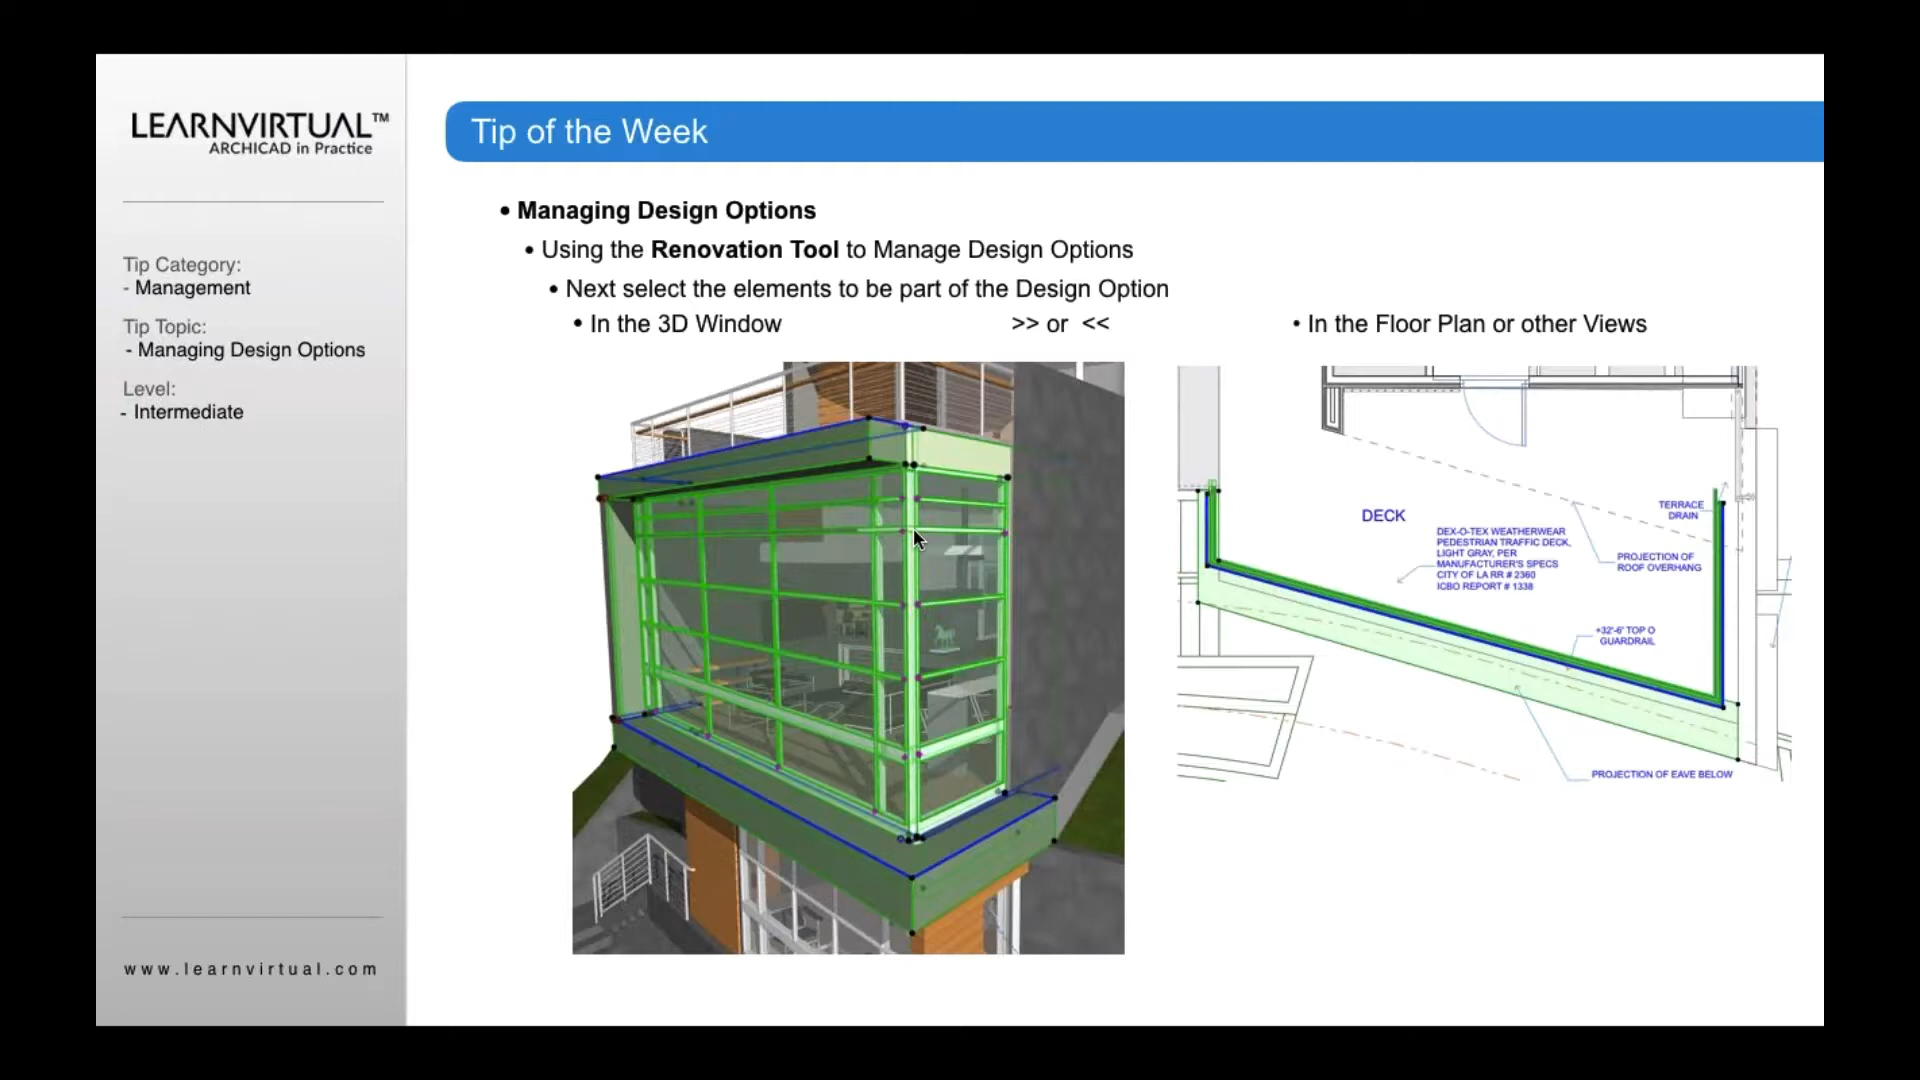 LEARNVIRTUAL™
ARCHICAD in Practice
Tip Category:
- Management
Tip Topic:
- Managing Design Options
Level:
- Intermediate
www.learnvirtual.com
Tip of the Week
• Managing Design Options
• Using the Renovation Tool to Manage Design Options
• Next select the elements to be part of the Design Option
• In the 3D Window >> or << • In the Floor Plan or other Views
DECK
DEX-O-TEX WEATHERWEAR
PEDESTRIAN TRAFFIC DECK,
LIGHT GRAY, PER
MANUFACTURER'S SPECS
CITY OF LA RR # 2360
ICBO REPORT # 1338
TERRACE
DRAIN
PROJECTION OF
ROOF OVERHANG
+32'-6' TOP O
GUARDRAIL
PROJECTION OF EAVE BELOW